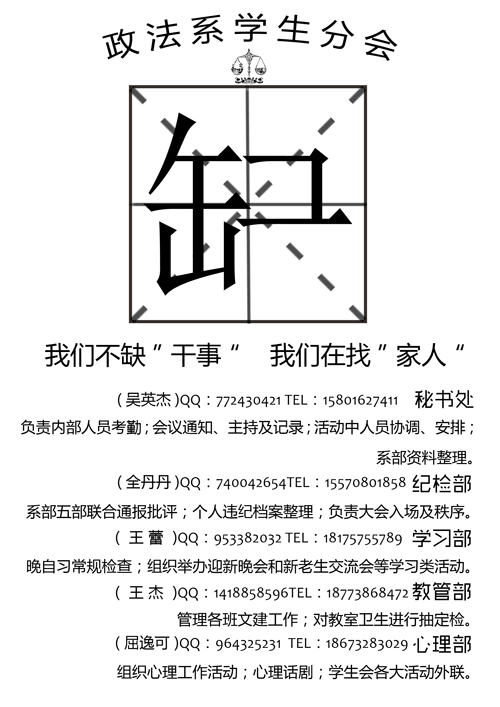 政法系学生分会
我们不缺＂干事＂ 我们在找＂家人＂
(吴英杰)QQ：772430421 TEL：15801627411 秘书处
负责内部人员考勤；会议通知、主持及记录；活动中人员协调、安排；
系部资料整理。
(全丹丹)QQ：740042654TEL：15570801858 纪检部
系部五部联合通报批评；个人违纪档案整理；负责大会入场及秩序。
( 王 蕾 )QQ：953382032 TEL：18175755789 学习部
晚自习常规检查；组织举办迎新晚会和新老生交流会等学习类活动。
( 王 杰 )QQ：1418858596TEL：18773868472 教管部
管理各班文建工作；对教室卫生进行抽定检。
(屈逸可)QQ：964325231 TEL：18673283029 心理部
组织心理工作活动；心理话剧；学生会各大活动外联。